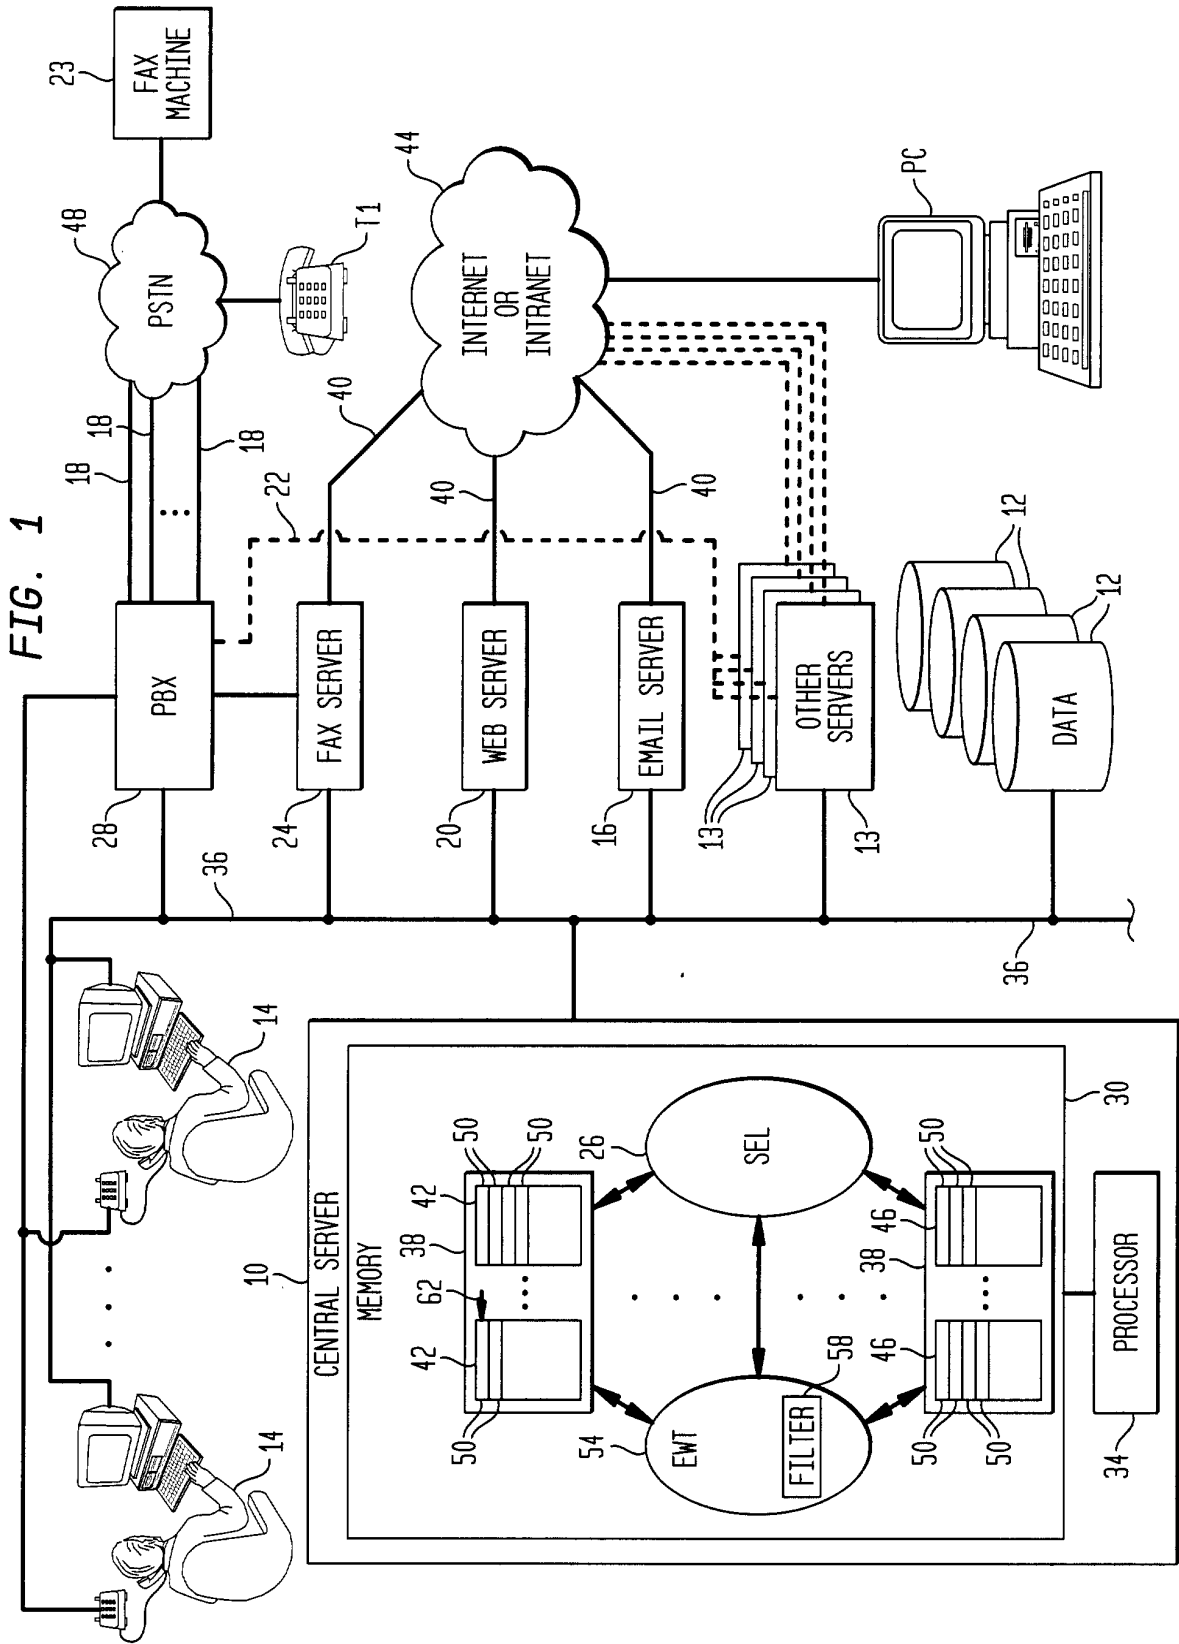 FIG. 1
23
FAX
MACHINE
48
PSTN
18
18
18
T1
44
INTERNET
OR
INTRANET
PC
40
40
40
22
28
PBX
24
FAX SERVER
20
WEB SERVER
16
EMAIL SERVER
13
13
OTHER
SERVERS
12
12
DATA
36
36
14
14
10
CENTRAL SERVER
MEMORY
30
62
38
42
42
50
50
50
50
26
SEL
54
EWT
58
FILTER
38
46
46
50
50
50
50
PROCESSOR
34